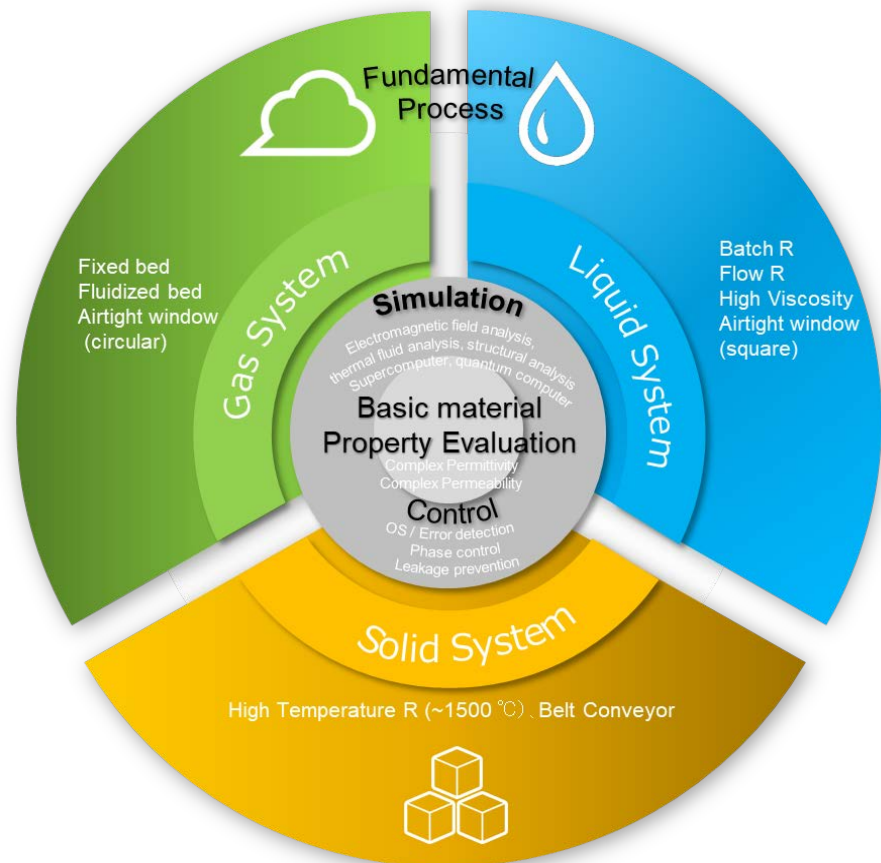 Fundamental
Process
Fixed bed
Fluidized bed
Airtight window
(circular)
Gas System
Batch R
Flow R
High Viscosity
Airtight window
(square)
Liquid System
Simulation
Electromagnetic field analysis,
thermal fluid analysis, structural analysis
Supercomputer, quantum computer
Basic material
Property Evaluation
Complex Permittivity
Complex Permeability
Control
OS / Error detection
Phase control
Leakage prevention
Solid System
High Temperature R (~1500 ℃)、Belt Conveyor